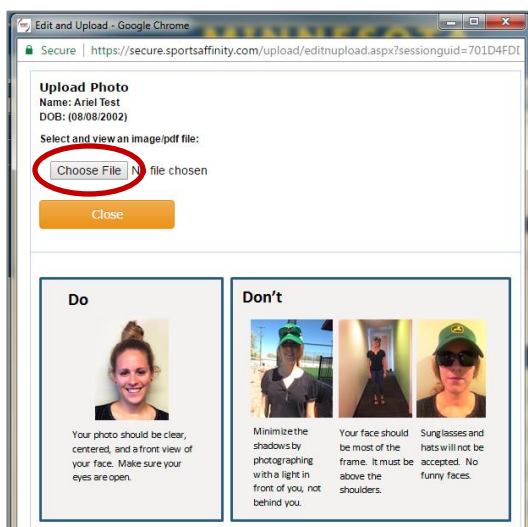 Edit and Upload - Google Chrome
MINNESOTA
Secure | https://secure.sportsaffinity.com/upload/editnupload.aspx?sessionguid=701D4FDI
Upload Photo
Name: Ariel Test
DOB: (08/08/2002)
Select and view an image/pdf file:
Choose File No file chosen
Close
Do
Your photo should be clear,
centered, and a front view of
your face. Make sure your
eyes are open.
Don't
Minimize the
shadows by
photographing
with a light in
front of you, not
behind you.
Your face should
be most of the
frame. It must be
above the
shoulders.
Sunglasses and
hats will not be
accepted. No
funny faces.